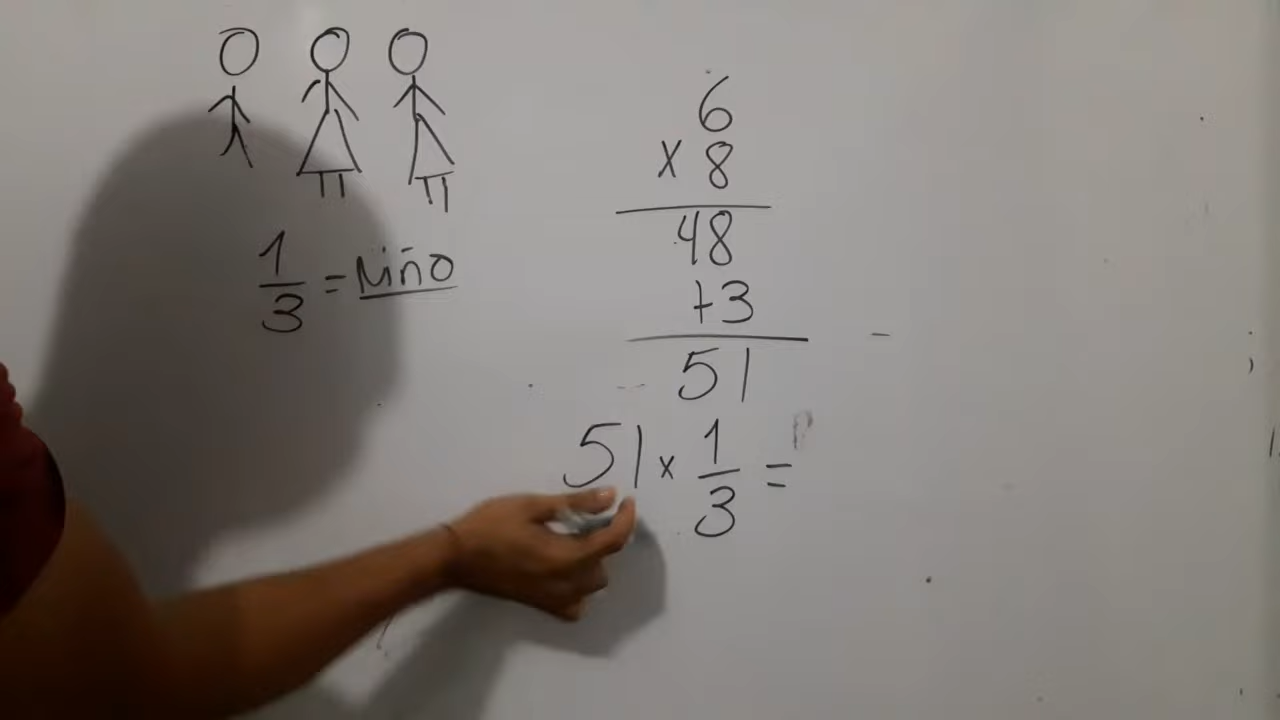 1/3 = Niño
6
x 8
48
+3
51
51 x 1/3 =